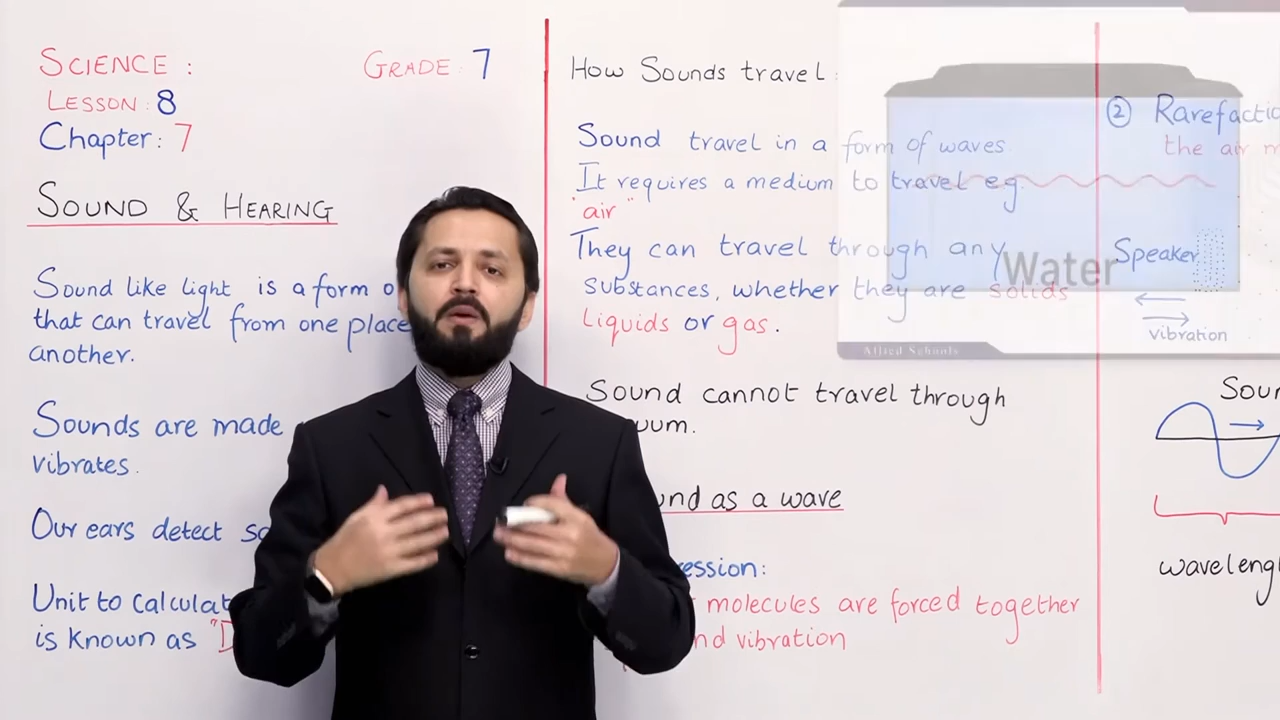 SCIENCE :
GRADE : 7
LESSON : 8
Chapter : 7
SOUND & HEARING
Sound like light is a form
that can travel from one place
another.
Sounds are made
vibrates.
Our ears detect
Unit to calculat
is known as "D
How Sounds travel :
Sound travel in a form of waves
It requires a medium to travel eg.
"air"
They can travel through any
substances, whether they are solids
liquids or gas.
Sound cannot travel through
uum.
und as a wave
ession:
molecules are forced together
nd vibration
Water
Allied Schools
② Rarefactio
the air m
Speaker
vibration
Soun
waveleng